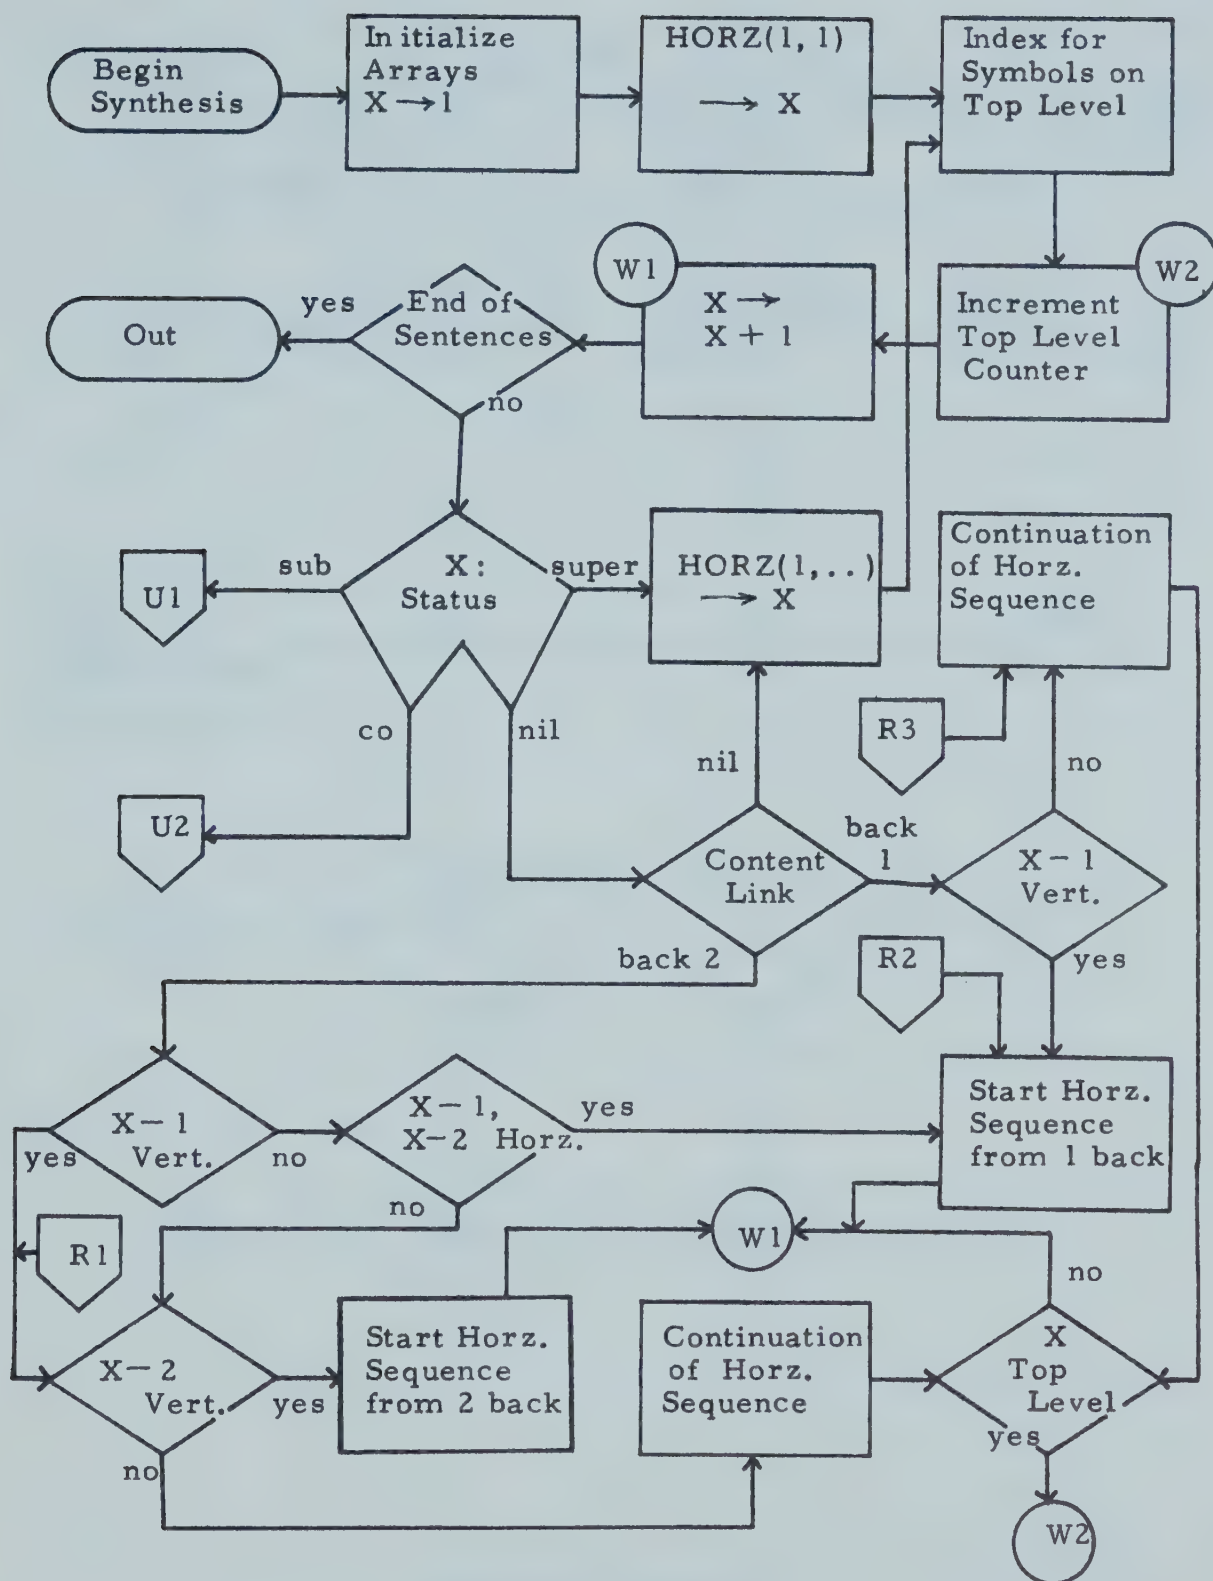 Begin
Synthesis
In itialize
Arrays
X → 1
HORZ(1, 1)
→ X
Index for
Symbols on
Top Level
W1
W2
yes
End of
Sentences
Out
X →
X + 1
Increment
Top Level
Counter
no
sub
X:
Status
super
U1
HORZ(1,..)
→ X
Continuation
of Horz.
Sequence
co
nil
R3
nil
no
U2
back
1
Content
Link
X - 1
Vert.
back 2
R2
yes
X - 1
Vert.
yes
no
X - 1,
X-2 Horz.
yes
Start Horz.
Sequence
from 1 back
no
W1
R1
no
X - 2
Vert.
yes
Start Horz.
Sequence
from 2 back
Continuation
of Horz.
Sequence
X
Top
Level
yes
no
W2